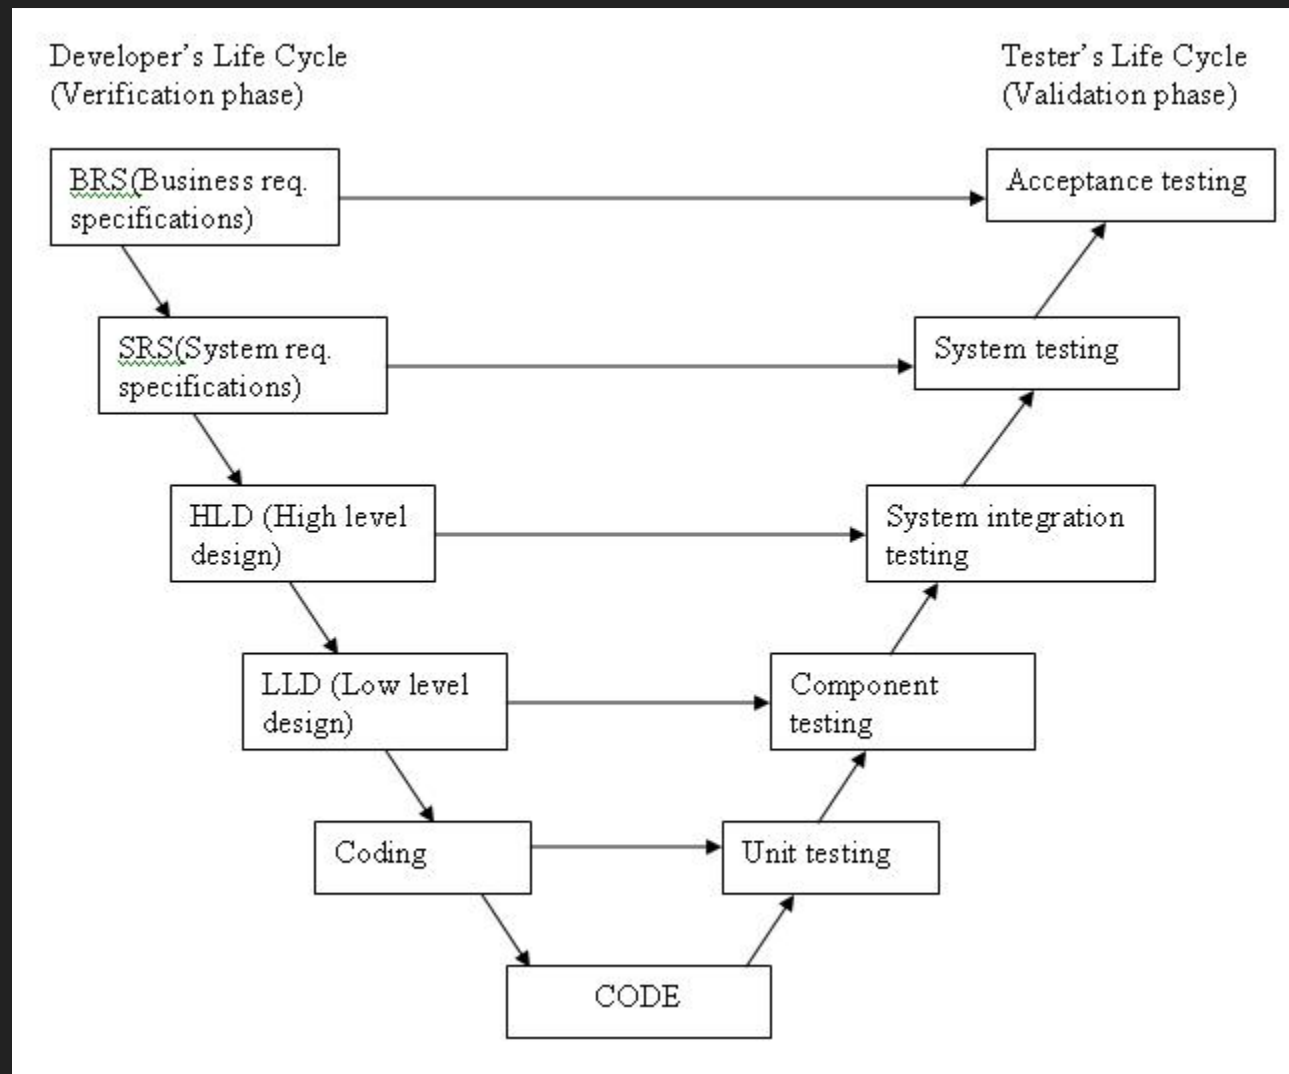 Developer's Life Cycle
(Verification phase)
Tester's Life Cycle
(Validation phase)
BRS(Business req.
specifications)
Acceptance testing
SRS(System req.
specifications)
System testing
HLD (High level
design)
System integration
testing
LLD (Low level
design)
Component
testing
Coding
Unit testing
CODE